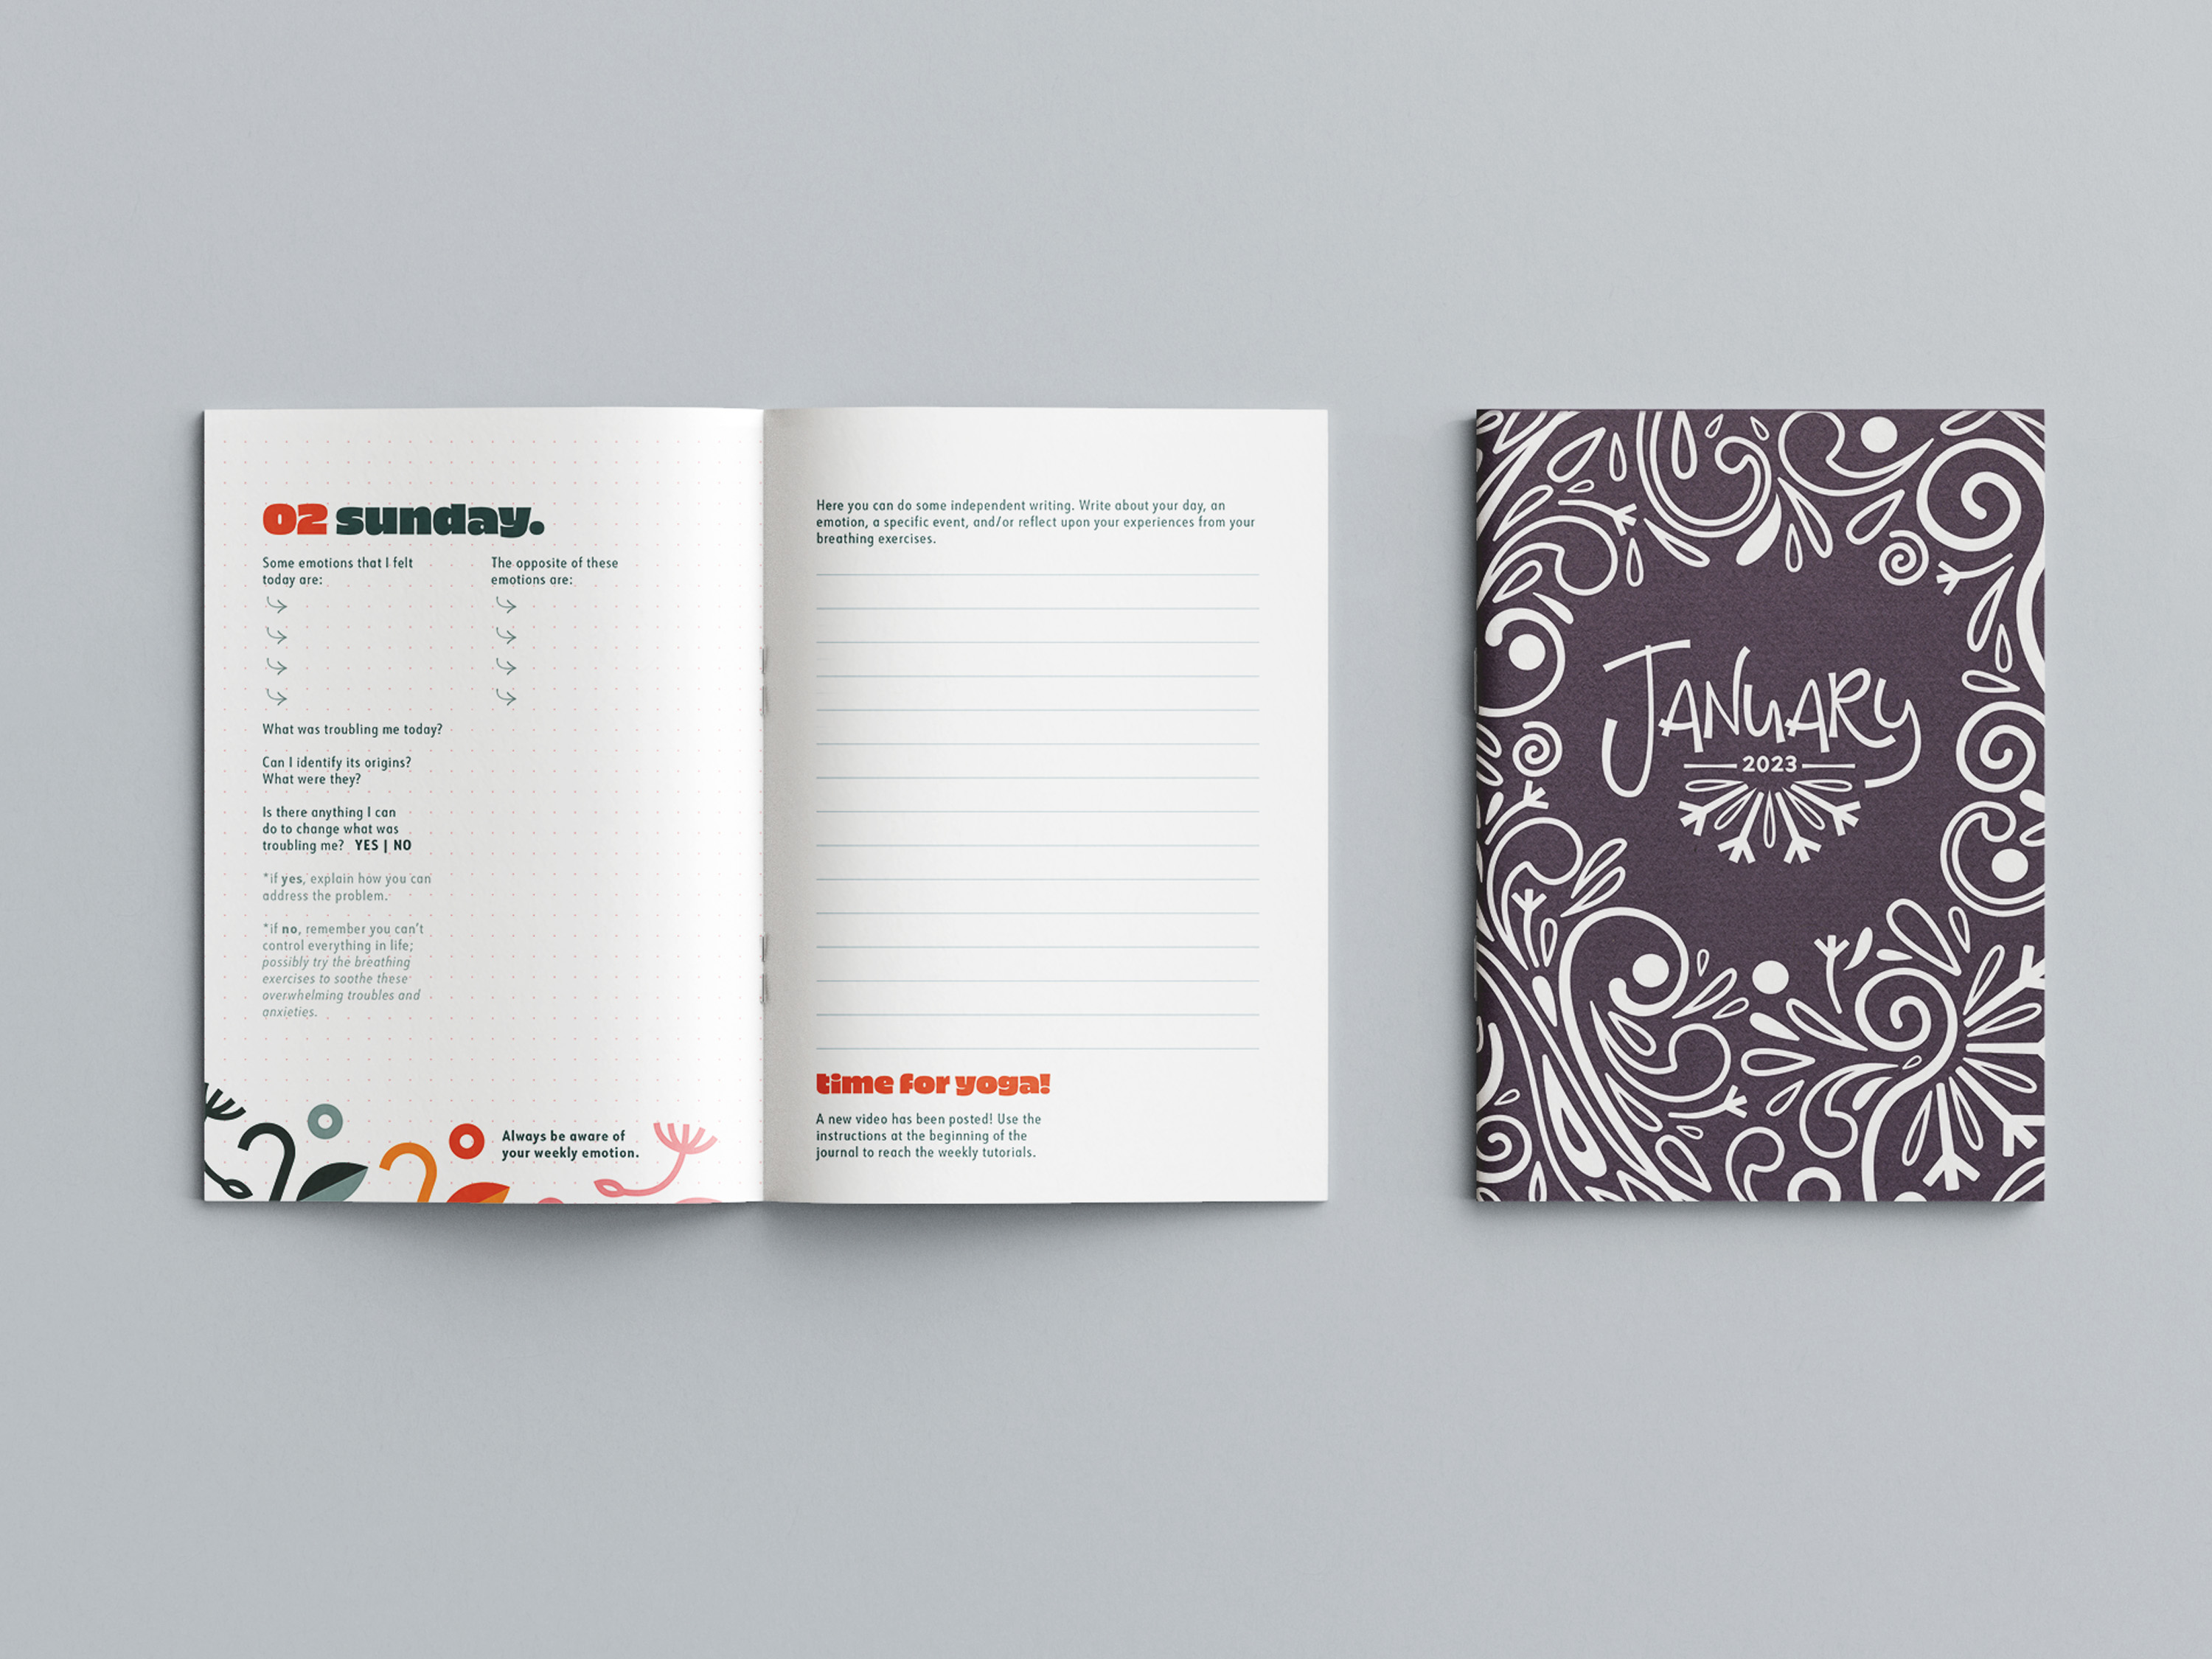 02 sunday.
Some emotions that I felt
today are:
The opposite of these
emotions are:
What was troubling me today?
Can I identify its origins?
What were they?
Is there anything I can
do to change what was
troubling me? YES | NO
*if yes, explain how you can
address the problem.
*if no, remember you can't
control everything in life;
possibly try the breathing
exercises to soothe these
overwhelming troubles and
anxieties.
Always be aware of
your weekly emotion.
Here you can do some independent writing. Write about your day, an
emotion, a specific event, and/or reflect upon your experiences from your
breathing exercises.
time for yoga!
A new video has been posted! Use the
instructions at the beginning of the
journal to reach the weekly tutorials.
JANUARY
2023